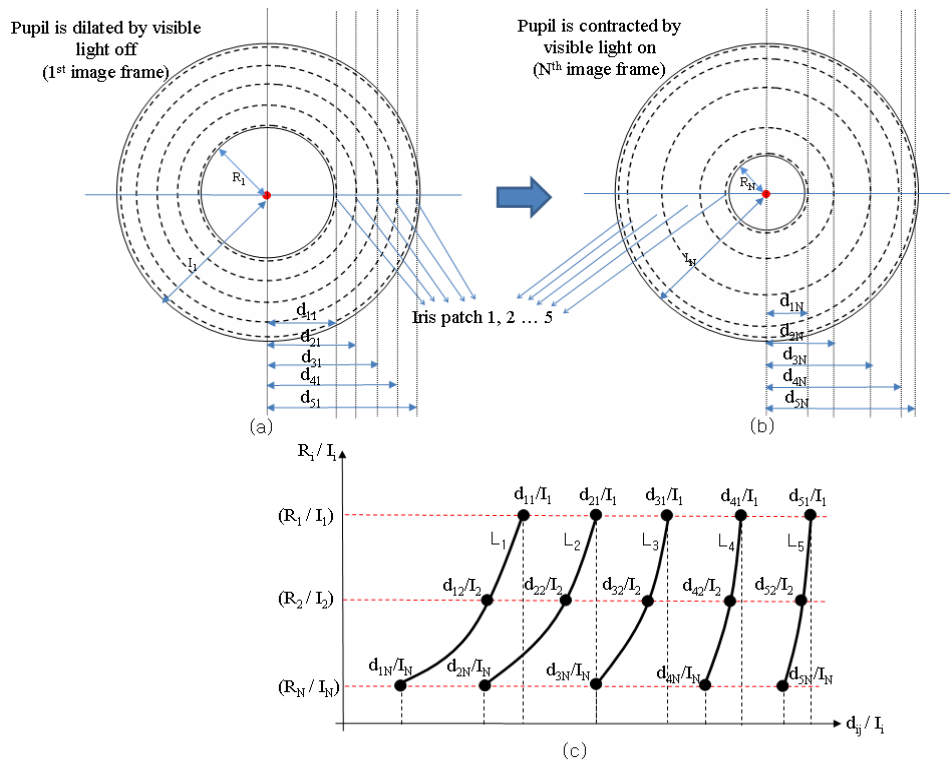 Pupil is dilated by visible
light off
(1st image frame)
Pupil is contracted by
visible light on
(Nth image frame)
R1
I1
d11
d21
d31
d41
d51
(a)
Iris patch 1, 2 … 5
RN
IN
d1N
d2N
d3N
d4N
d5N
(b)
Ri / Ii
d11/I1 d21/I1 d31/I1 d41/I1 d51/I1
(R1 / I1)
L1 L2 L3 L4 L5
d12/I2 d22/I2 d32/I2 d42/I2 d52/I2
(R2 / I2)
d1N/IN d2N/IN d3N/IN d4N/IN d5N/IN
(RN / IN)
dij / Ii
(c)